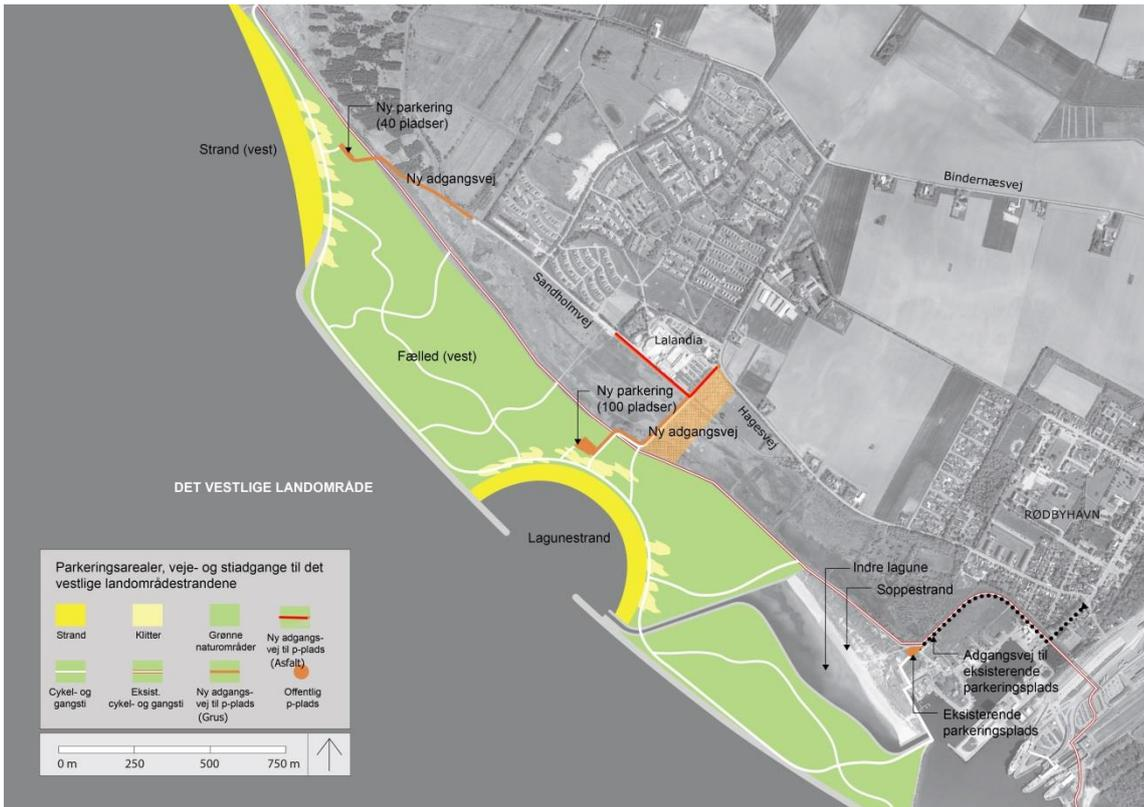 Ny parkering
(40 pladser)
Strand (vest)
Ny adgangsvej
Bindernæsvej
Sandholmvej
Lalandia
Fælled (vest)
Ny parkering
(100 pladser)
Ny adgangsvej
Hagesvej
DET VESTLIGE LANDOMRÅDE
RØDBYHAVN
Lagunestrand
Indre lagune
Soppestrand
Adgangsvej til
eksisterende
parkeringsplads
Eksisterende
parkeringsplads
Parkeringsarealer, veje- og stiadgange til det
vestlige landområdestrandene
Strand
Klitter
Grønne
naturområder
Ny adgangs-
vej til p-plads
(Asfalt)
Cykel- og
gangsti
Eksist.
cykel- og gangsti
Ny adgangs-
vej til p-plads
(Grus)
Offentlig
p-plads
0 m
250
500
750 m